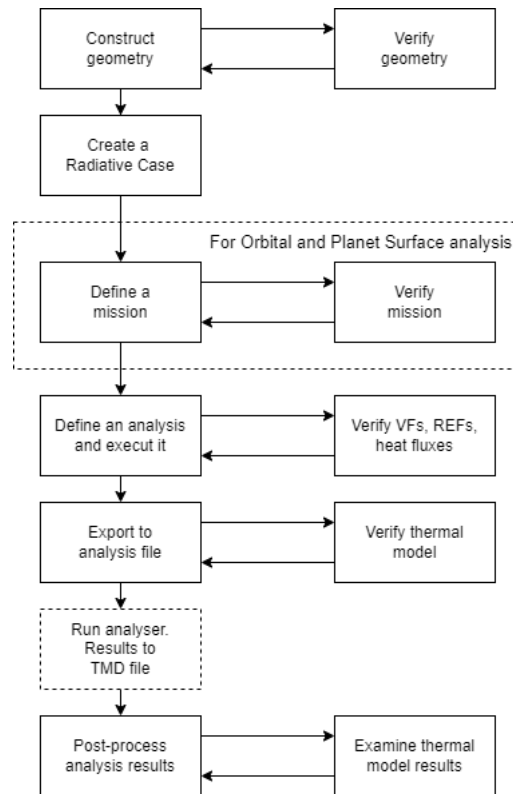 Construct
geometry
Verify
geometry
Create a
Radiative Case
For Orbital and Planet Surface analysis
Define a
mission
Verify
mission
Define an analysis
and execut it
Verify VFs, REFs,
heat fluxes
Export to
analysis file
Verify thermal
model
Run analyser.
Results to
TMD file
Post-process
analysis results
Examine thermal
model results